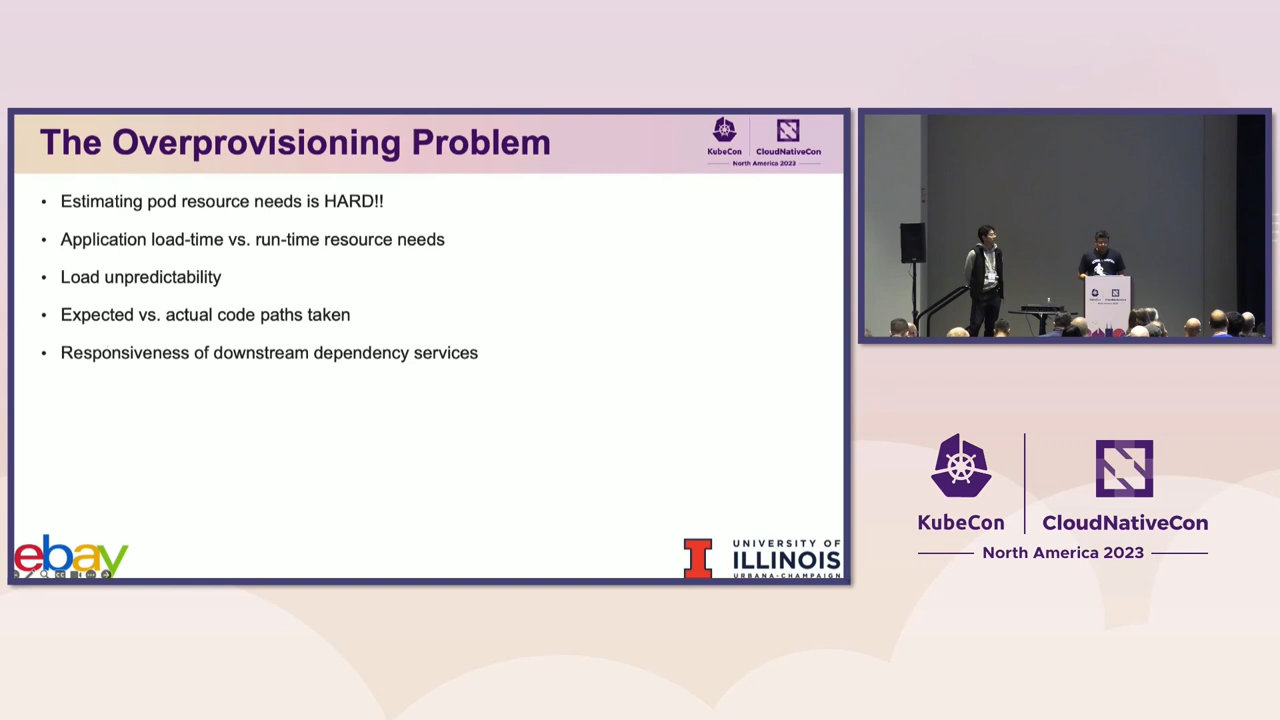 The Overprovisioning Problem
KubeCon
CloudNativeCon
North America 2023
• Estimating pod resource needs is HARD!!
• Application load-time vs. run-time resource needs
• Load unpredictability
• Expected vs. actual code paths taken
• Responsiveness of downstream dependency services
ebay
UNIVERSITY OF
ILLINOIS
URBANA-CHAMPAIGN
KubeCon
CloudNativeCon
North America 2023